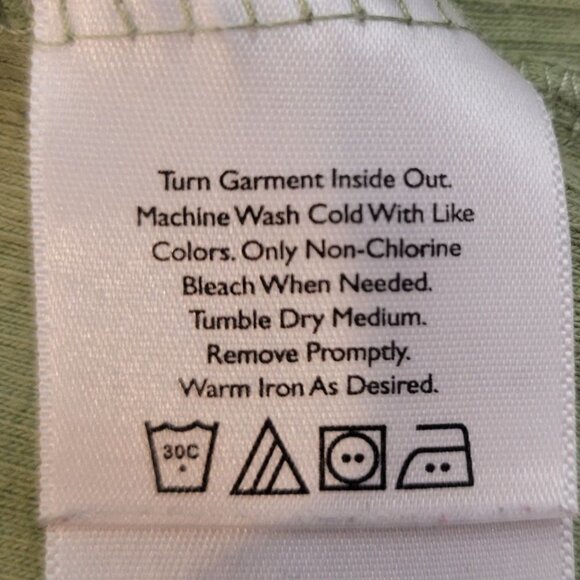 Turn Garment Inside Out.
Machine Wash Cold With Like
Colors. Only Non-Chlorine
Bleach When Needed.
Tumble Dry Medium.
Remove Promptly.
Warm Iron As Desired.
30C